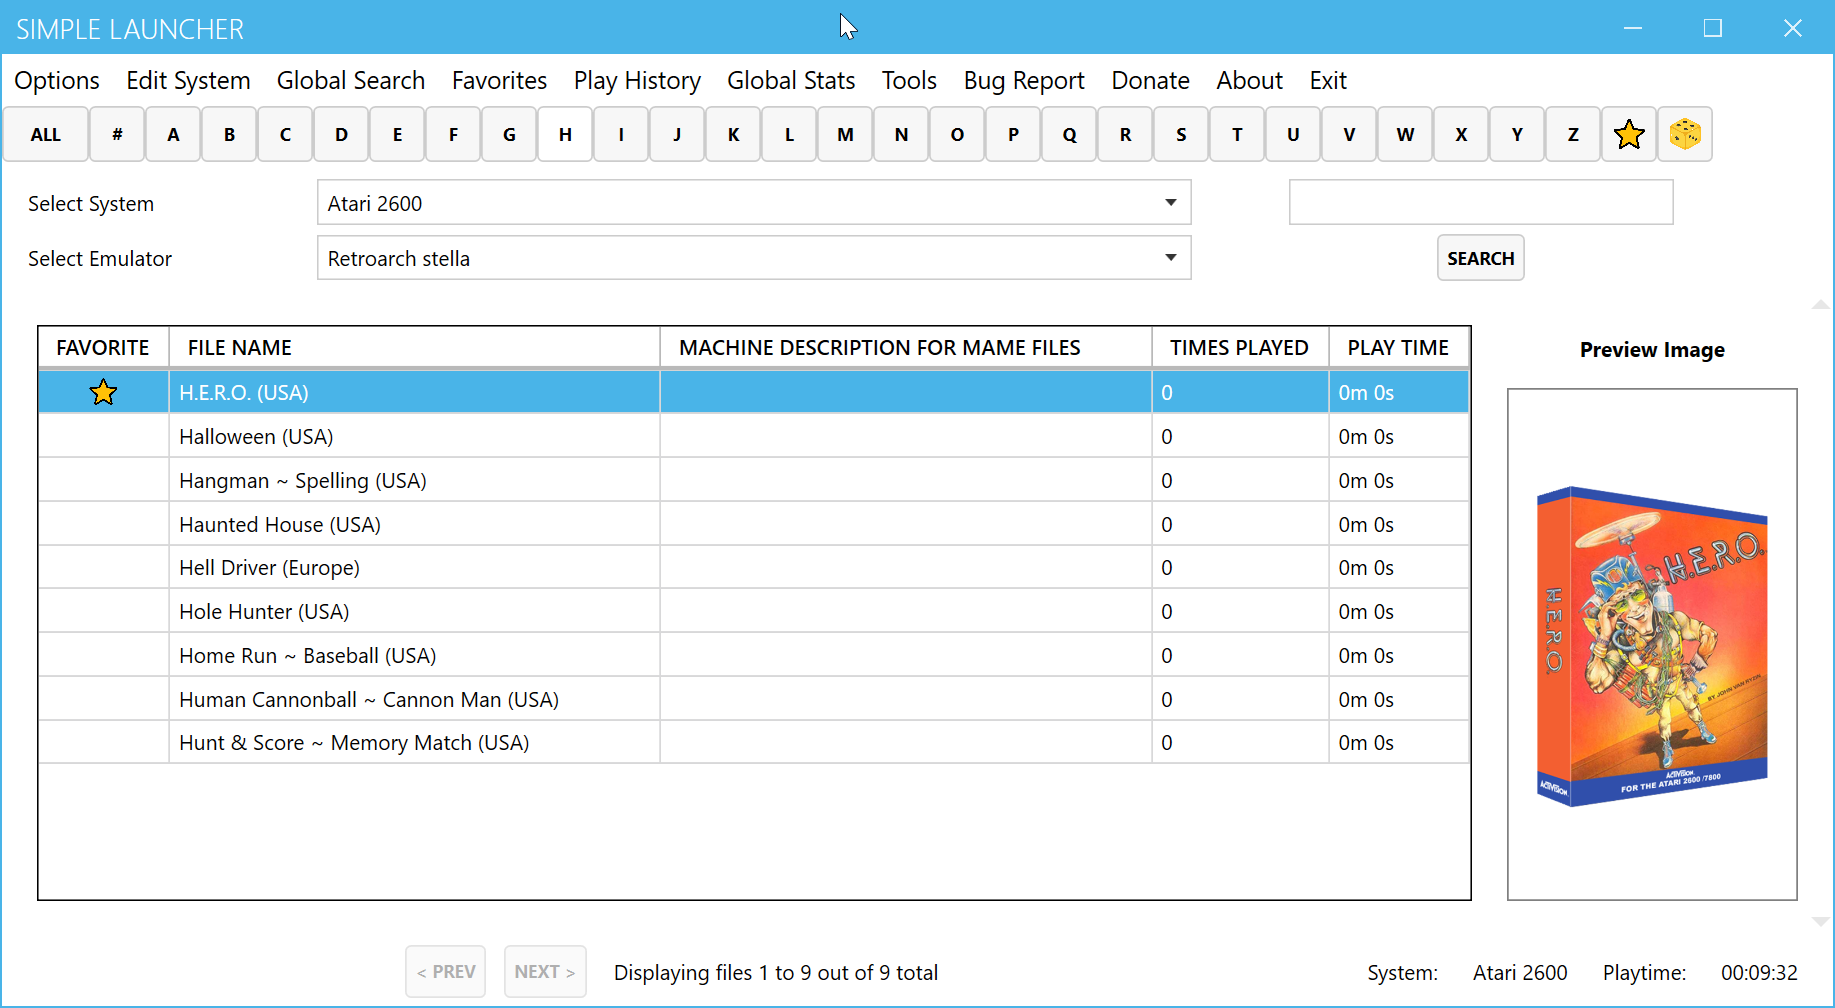 SIMPLE LAUNCHER
Options Edit System Global Search Favorites Play History Global Stats Tools Bug Report Donate About Exit
ALL # A B C D E F G H I J K L M N O P Q R S T U V W X Y Z
Select System Atari 2600
Select Emulator Retroarch stella SEARCH
FAVORITE FILE NAME MACHINE DESCRIPTION FOR MAME FILES TIMES PLAYED PLAY TIME
H.E.R.O. (USA) 0 0m 0s
Halloween (USA) 0 0m 0s
Hangman ~ Spelling (USA) 0 0m 0s
Haunted House (USA) 0 0m 0s
Hell Driver (Europe) 0 0m 0s
Hole Hunter (USA) 0 0m 0s
Home Run ~ Baseball (USA) 0 0m 0s
Human Cannonball ~ Cannon Man (USA) 0 0m 0s
Hunt & Score ~ Memory Match (USA) 0 0m 0s
Preview Image
H.E.R.O.
H.E.R.O.
BY JOHN VAN RYZIN
ACTIVISION
ACTIVISION
FOR THE ATARI 2600/7800
< PREV NEXT > Displaying files 1 to 9 out of 9 total System: Atari 2600 Playtime: 00:09:32